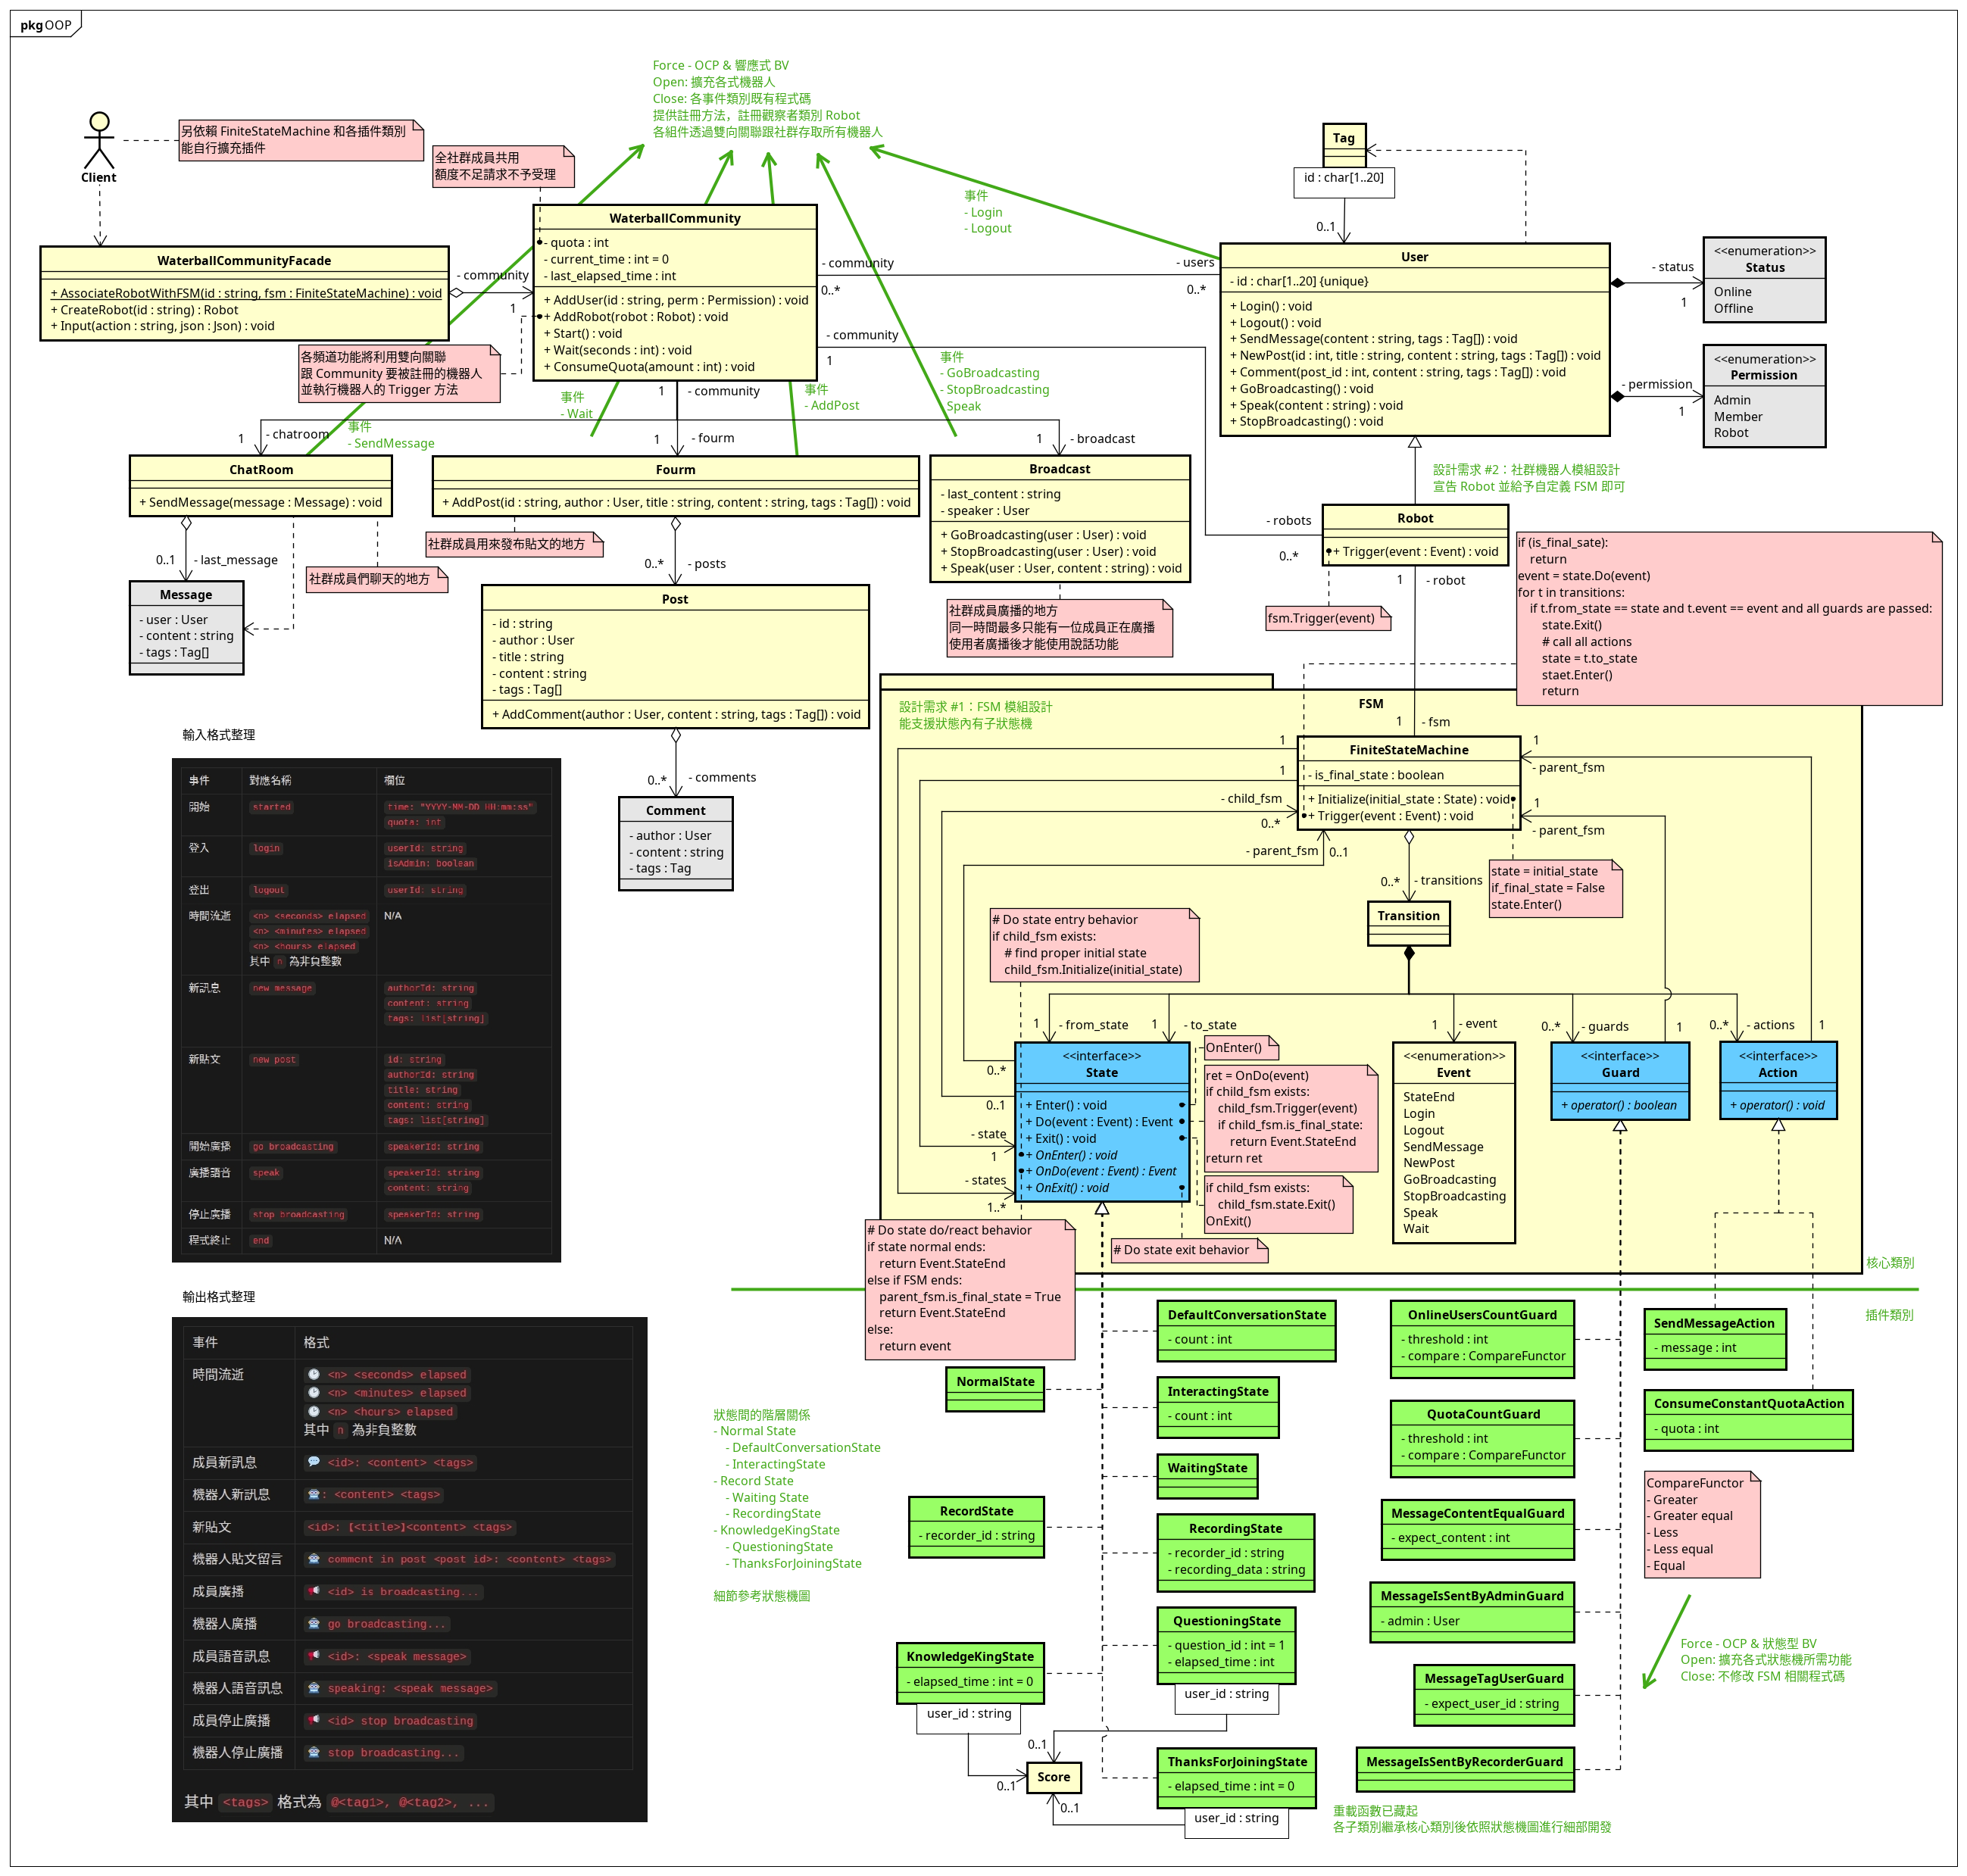 pkg OOP
Force - OCP & 響應式 BV
Open: 擴充各式機器人
Close: 各事件類別既有程式碼
提供註冊方法，註冊觀察者類別 Robot
各組件透過雙向關聯跟社群存取所有機器人
Client
另依賴 FiniteStateMachine 和各插件類別
能自行擴充插件
全社群成員共用
額度不足請求不予受理
WaterballCommunityFacade
+ AssociateRobotWithFSM(id : string, fsm : FiniteStateMachine) : void
+ CreateRobot(id : string) : Robot
+ Input(action : string, json : Json) : void
- community
1
WaterballCommunity
- quota : int
- current_time : int = 0
- last_elapsed_time : int
+ AddUser(id : string, perm : Permission) : void
+ AddRobot(robot : Robot) : void
+ Start() : void
+ Wait(seconds : int) : void
+ ConsumeQuota(amount : int) : void
各頻道功能將利用雙向關聯
跟 Community 要被註冊的機器人
並執行機器人的 Trigger 方法
事件
- Login
- Logout
Tag
id : char[1..20]
0..1
- community
0..*
- users
0..*
User
- id : char[1..20] {unique}
+ Login() : void
+ Logout() : void
+ SendMessage(content : string, tags : Tag[]) : void
+ NewPost(id : int, title : string, content : string, tags : Tag[]) : void
+ Comment(post_id : int, content : string, tags : Tag[]) : void
+ GoBroadcasting() : void
+ Speak(content : string) : void
+ StopBroadcasting() : void
- status
1
<<enumeration>>
Status
Online
Offline
- permission
1
<<enumeration>>
Permission
Admin
Member
Robot
- community
1
事件
- GoBroadcasting
- StopBroadcasting
- Speak
事件
- Wait
1
- community
事件
- AddPost
事件
- SendMessage
1
- chatroom
1
- fourm
1
- broadcast
ChatRoom
+ SendMessage(message : Message) : void
0..1
- last_message
社群成員們聊天的地方
Message
- user : User
- content : string
- tags : Tag[]
Fourm
+ AddPost(id : string, author : User, title : string, content : string, tags : Tag[]) : void
社群成員用來發布貼文的地方
0..*
- posts
Post
- id : string
- author : User
- title : string
- content : string
- tags : Tag[]
+ AddComment(author : User, content : string, tags : Tag[]) : void
0..*
- comments
Comment
- author : User
- content : string
- tags : Tag
Broadcast
- last_content : string
- speaker : User
+ GoBroadcasting(user : User) : void
+ StopBroadcasting(user : User) : void
+ Speak(user : User, content : string) : void
社群成員廣播的地方
同一時間最多只能有一位成員正在廣播
使用者廣播後才能使用說話功能
設計需求 #2：社群機器人模組設計
宣告 Robot 並給予自定義 FSM 即可
- robots
0..*
Robot
+ Trigger(event : Event) : void
fsm.Trigger(event)
1
- robot
if (is_final_sate):
return
event = state.Do(event)
for t in transitions:
if t.from_state == state and t.event == event and all guards are passed:
state.Exit()
# call all actions
state = t.to_state
staet.Enter()
return
FSM
設計需求 #1：FSM 模組設計
能支援狀態內有子狀態機
1
- fsm
FiniteStateMachine
- is_final_state : boolean
+ Initialize(initial_state : State) : void
+ Trigger(event : Event) : void
1
1
- child_fsm
0..*
- parent_fsm
0..1
1
- parent_fsm
1
- parent_fsm
state = initial_state
if_final_state = False
state.Enter()
0..*
- transitions
Transition
# Do state entry behavior
if child_fsm exists:
# find proper initial state
child_fsm.Initialize(initial_state)
1
- from_state
1
- to_state
1
- event
0..*
- guards
1
0..*
- actions
1
0..*
0..1
- state
1
- states
1..*
<<interface>>
State
+ Enter() : void
+ Do(event : Event) : Event
+ Exit() : void
+ OnEnter() : void
+ OnDo(event : Event) : Event
+ OnExit() : void
OnEnter()
ret = OnDo(event)
if child_fsm exists:
child_fsm.Trigger(event)
if child_fsm.is_final_state:
return Event.StateEnd
return ret
if child_fsm exists:
child_fsm.state.Exit()
OnExit()
# Do state exit behavior
# Do state do/react behavior
if state normal ends:
return Event.StateEnd
else if FSM ends:
parent_fsm.is_final_state = True
return Event.StateEnd
else:
return event
<<enumeration>>
Event
StateEnd
Login
Logout
SendMessage
NewPost
GoBroadcasting
StopBroadcasting
Speak
Wait
<<interface>>
Guard
+ operator() : boolean
<<interface>>
Action
+ operator() : void
核心類別
插件類別
輸入格式整理
事件 對應名稱 欄位
開始 started time: "YYYY-MM-DD HH:mm:ss"
quota: int
登入 login userId: string
isAdmin: boolean
登出 logout userId: string
時間流逝 <n> <seconds> elapsed N/A
<n> <minutes> elapsed
<n> <hours> elapsed
其中 n 為非負整數
新訊息 new message authorId: string
content: string
tags: list[string]
新貼文 new post id: string
authorId: string
title: string
content: string
tags: list[string]
開始廣播 go broadcasting speakerId: string
廣播語音 speak speakerId: string
content: string
停止廣播 stop broadcasting speakerId: string
程式終止 end N/A
輸出格式整理
事件 格式
時間流逝 🕑 <n> <seconds> elapsed
🕑 <n> <minutes> elapsed
🕑 <n> <hours> elapsed
其中 n 為非負整數
成員新訊息 💬 <id>: <content> <tags>
機器人新訊息 🤖: <content> <tags>
新貼文 <id>: 【<title>】<content> <tags>
機器人貼文留言 🤖 comment in post <post id>: <content> <tags>
成員廣播 📢 <id> is broadcasting...
機器人廣播 🤖 go broadcasting...
成員語音訊息 📢 <id>: <speak message>
機器人語音訊息 🤖 speaking: <speak message>
成員停止廣播 📢 <id> stop broadcasting
機器人停止廣播 🤖 stop broadcasting...
其中 <tags> 格式為 @<tag1>, @<tag2>, ...
狀態間的階層關係
- Normal State
- DefaultConversationState
- InteractingState
- Record State
- Waiting State
- RecordingState
- KnowledgeKingState
- QuestioningState
- ThanksForJoiningState
細節參考狀態機圖
NormalState
RecordState
- recorder_id : string
KnowledgeKingState
- elapsed_time : int = 0
user_id : string
DefaultConversationState
- count : int
InteractingState
- count : int
WaitingState
RecordingState
- recorder_id : string
- recording_data : string
QuestioningState
- question_id : int = 1
- elapsed_time : int
user_id : string
0..1
0..1
Score
0..1
ThanksForJoiningState
- elapsed_time : int = 0
user_id : string
OnlineUsersCountGuard
- threshold : int
- compare : CompareFunctor
QuotaCountGuard
- threshold : int
- compare : CompareFunctor
MessageContentEqualGuard
- expect_content : int
MessageIsSentByAdminGuard
- admin : User
MessageTagUserGuard
- expect_user_id : string
MessageIsSentByRecorderGuard
SendMessageAction
- message : int
ConsumeConstantQuotaAction
- quota : int
CompareFunctor
- Greater
- Greater equal
- Less
- Less equal
- Equal
Force - OCP & 狀態型 BV
Open: 擴充各式狀態機所需功能
Close: 不修改 FSM 相關程式碼
重載函數已藏起
各子類別繼承核心類別後依照狀態機圖進行細部開發